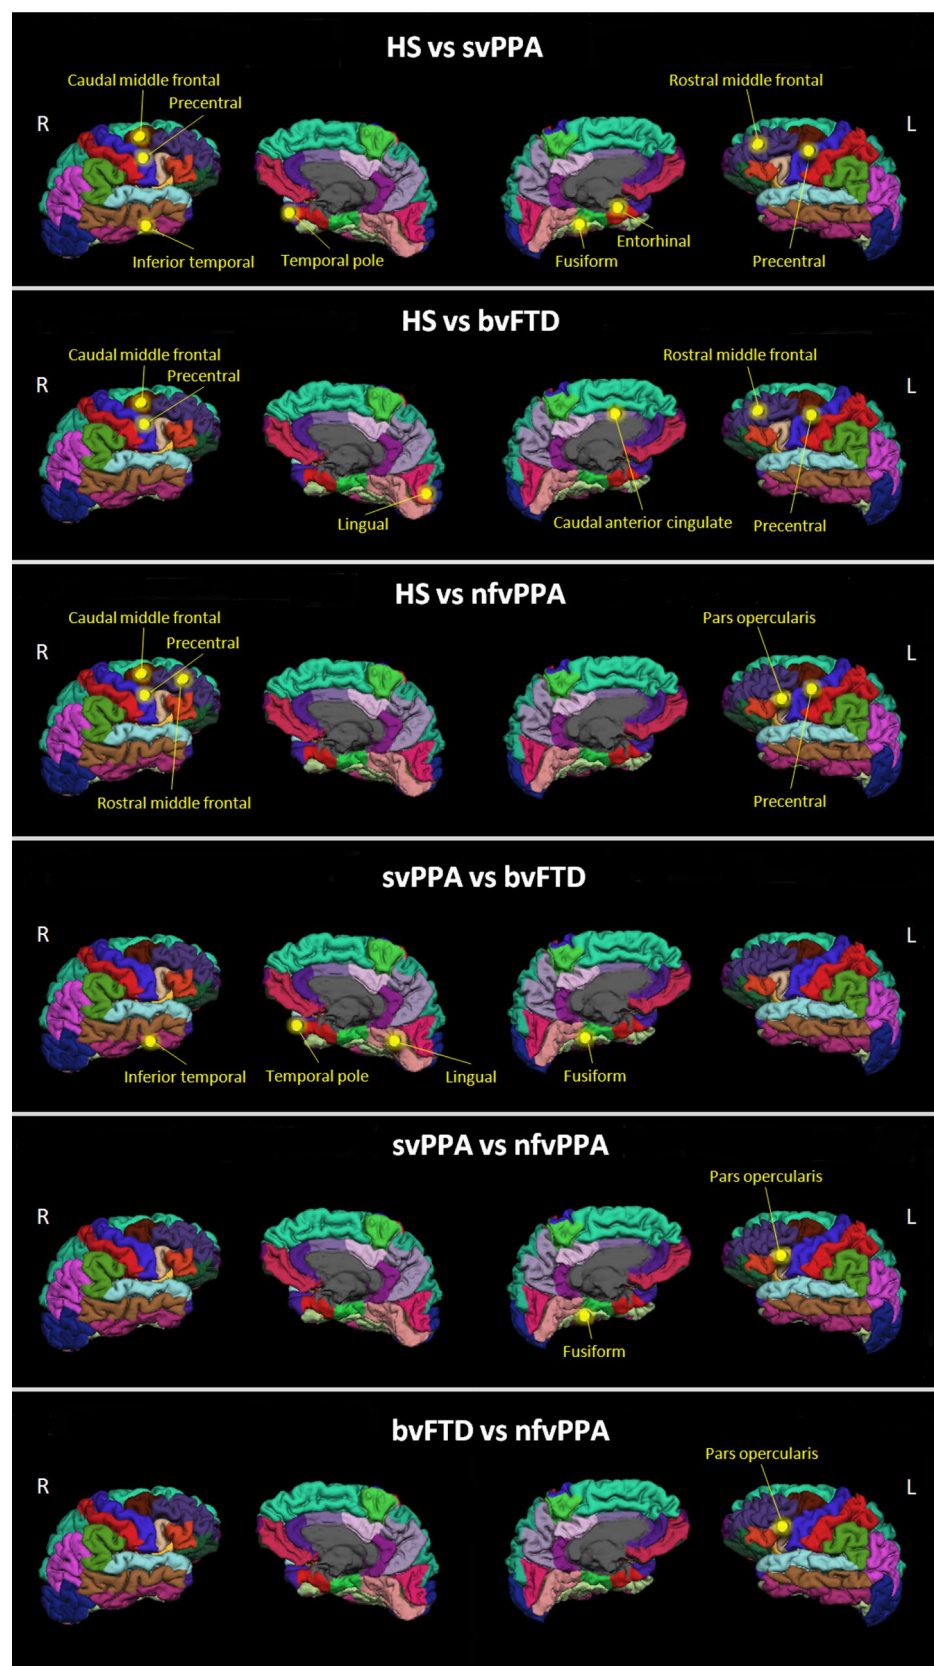 HS vs svPPA
Caudal middle frontal
Rostral middle frontal
Precentral
R
L
Entorhinal
Inferior temporal
Temporal pole
Fusiform
Precentral
HS vs bvFTD
Caudal middle frontal
Rostral middle frontal
Precentral
R
L
Lingual
Caudal anterior cingulate
Precentral
HS vs nfvPPA
Caudal middle frontal
Pars opercularis
Precentral
R
L
Rostral middle frontal
Precentral
svPPA vs bvFTD
R
L
Inferior temporal
Temporal pole
Lingual
Fusiform
svPPA vs nfvPPA
Pars opercularis
R
L
Fusiform
bvFTD vs nfvPPA
Pars opercularis
R
L